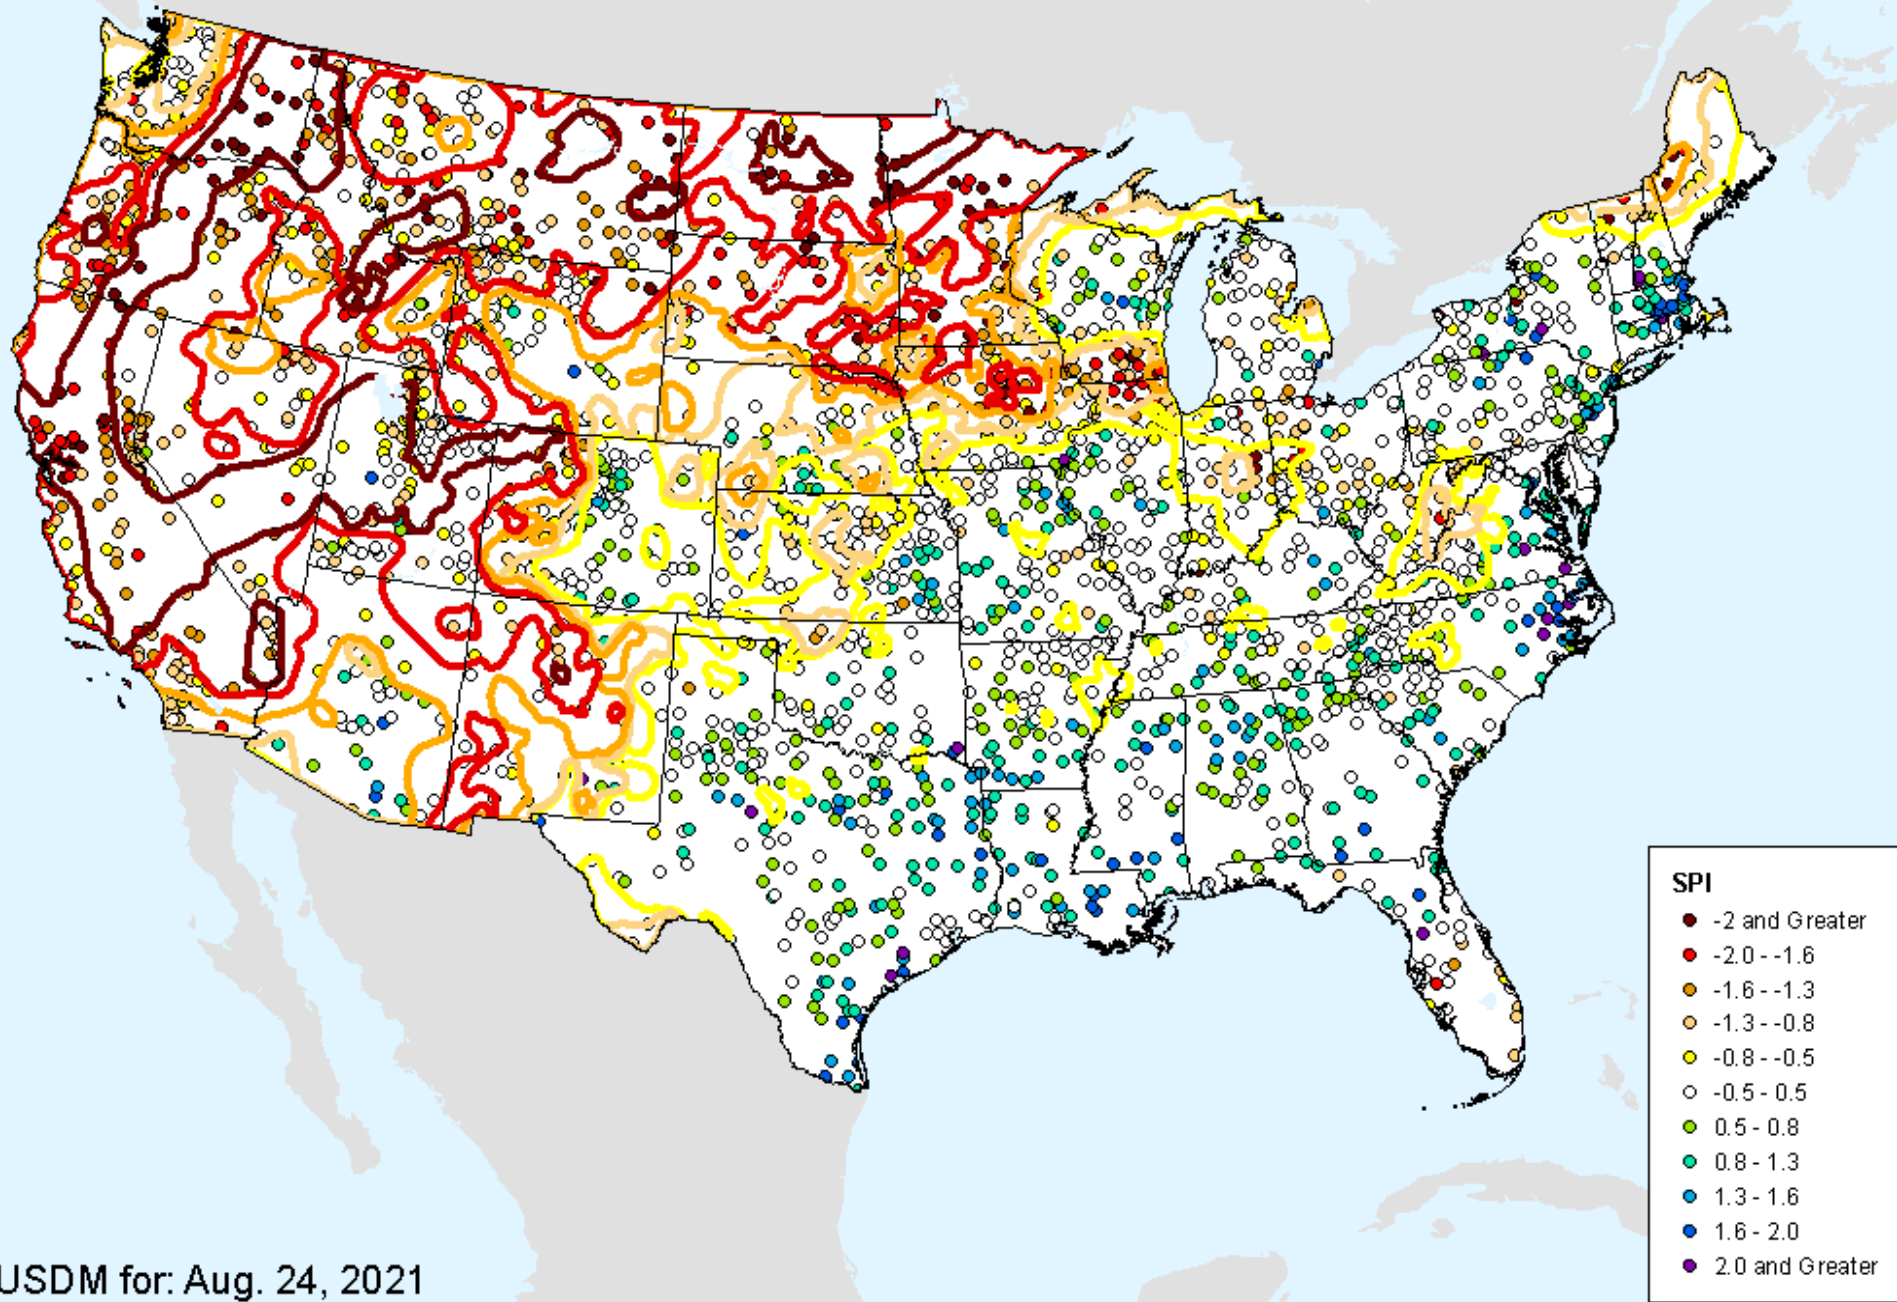 SPI
-2 and Greater
-2.0 - -1.6
-1.6 - -1.3
-1.3 - -0.8
-0.8 - -0.5
-0.5 - 0.5
0.5 - 0.8
0.8 - 1.3
1.3 - 1.6
1.6 - 2.0
2.0 and Greater
USDM for: Aug. 24, 2021